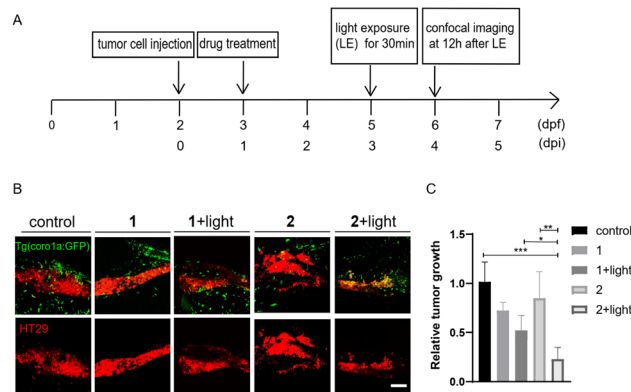 A
tumor cell injection
drug treatment
light exposure
(LE) for 30min
confocal imaging
at 12h after LE
0 1 2 3 4 5 6 7 (dpf)
0 1 2 3 4 5 (dpi)
B
control 1 1+light 2 2+light
Tg(coro1a:GFP)
HT29
C
Relative tumor growth
1.5
1.0
0.5
0.0
**
*
***
control
1
1+light
2
2+light